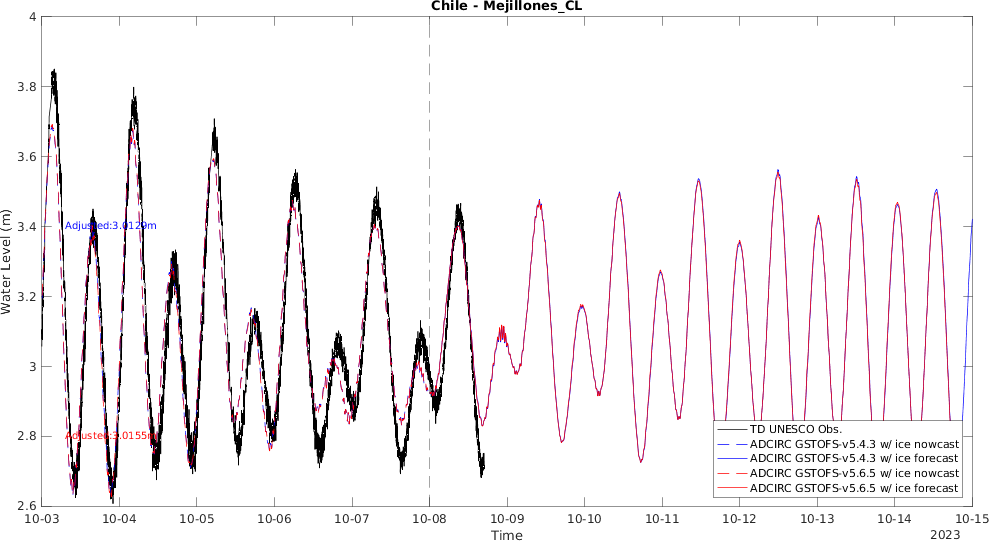 Chile - Mejillones_CL
4
3.8
3.6
3.4
3.2
3
2.8
2.6
Water Level (m)
Adjusted:3.0129m
Adjusted:3.0155m
TD UNESCO Obs.
ADCIRC GSTOFS-v5.4.3 w/ ice nowcast
ADCIRC GSTOFS-v5.4.3 w/ ice forecast
ADCIRC GSTOFS-v5.6.5 w/ ice nowcast
ADCIRC GSTOFS-v5.6.5 w/ ice forecast
10-03 10-04 10-05 10-06 10-07 10-08 10-09 10-10 10-11 10-12 10-13 10-14 10-15
Time
2023